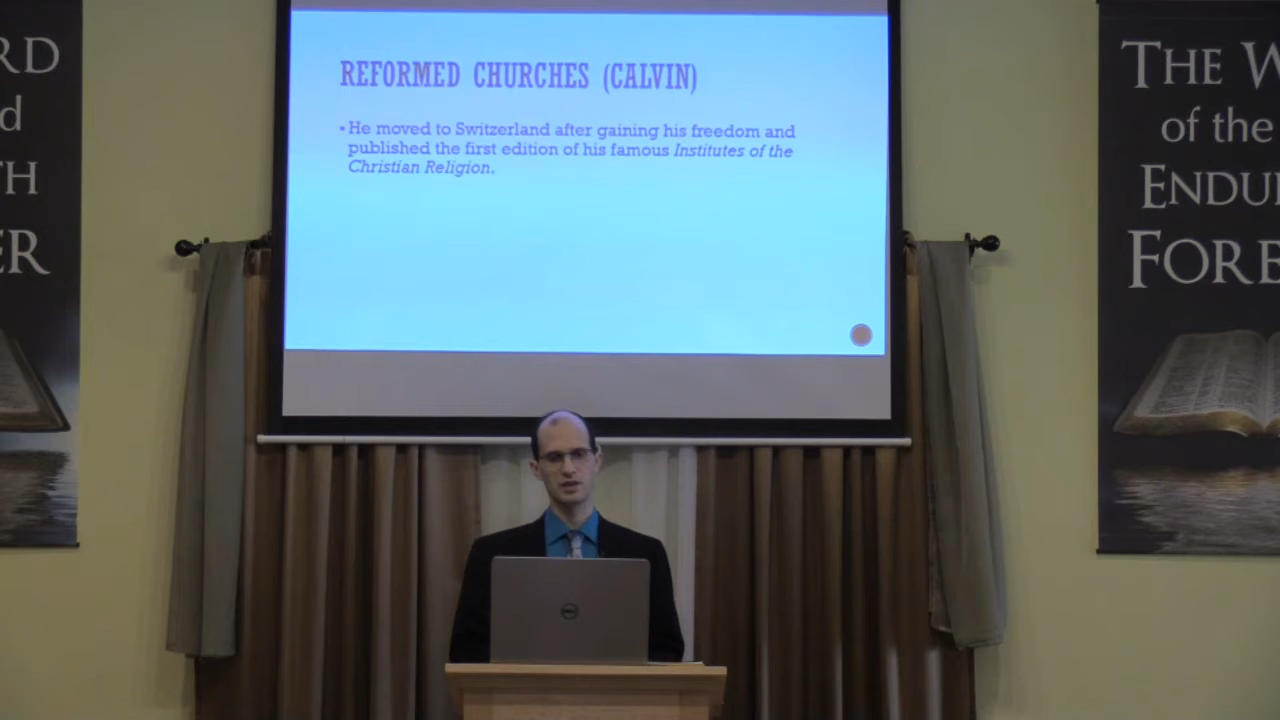 REFORMED CHURCHES (CALVIN)
▪ He moved to Switzerland after gaining his freedom and
published the first edition of his famous Institutes of the
Christian Religion.
RD
d
TH
ER
THE W
of the
ENDU
FORE
DELL